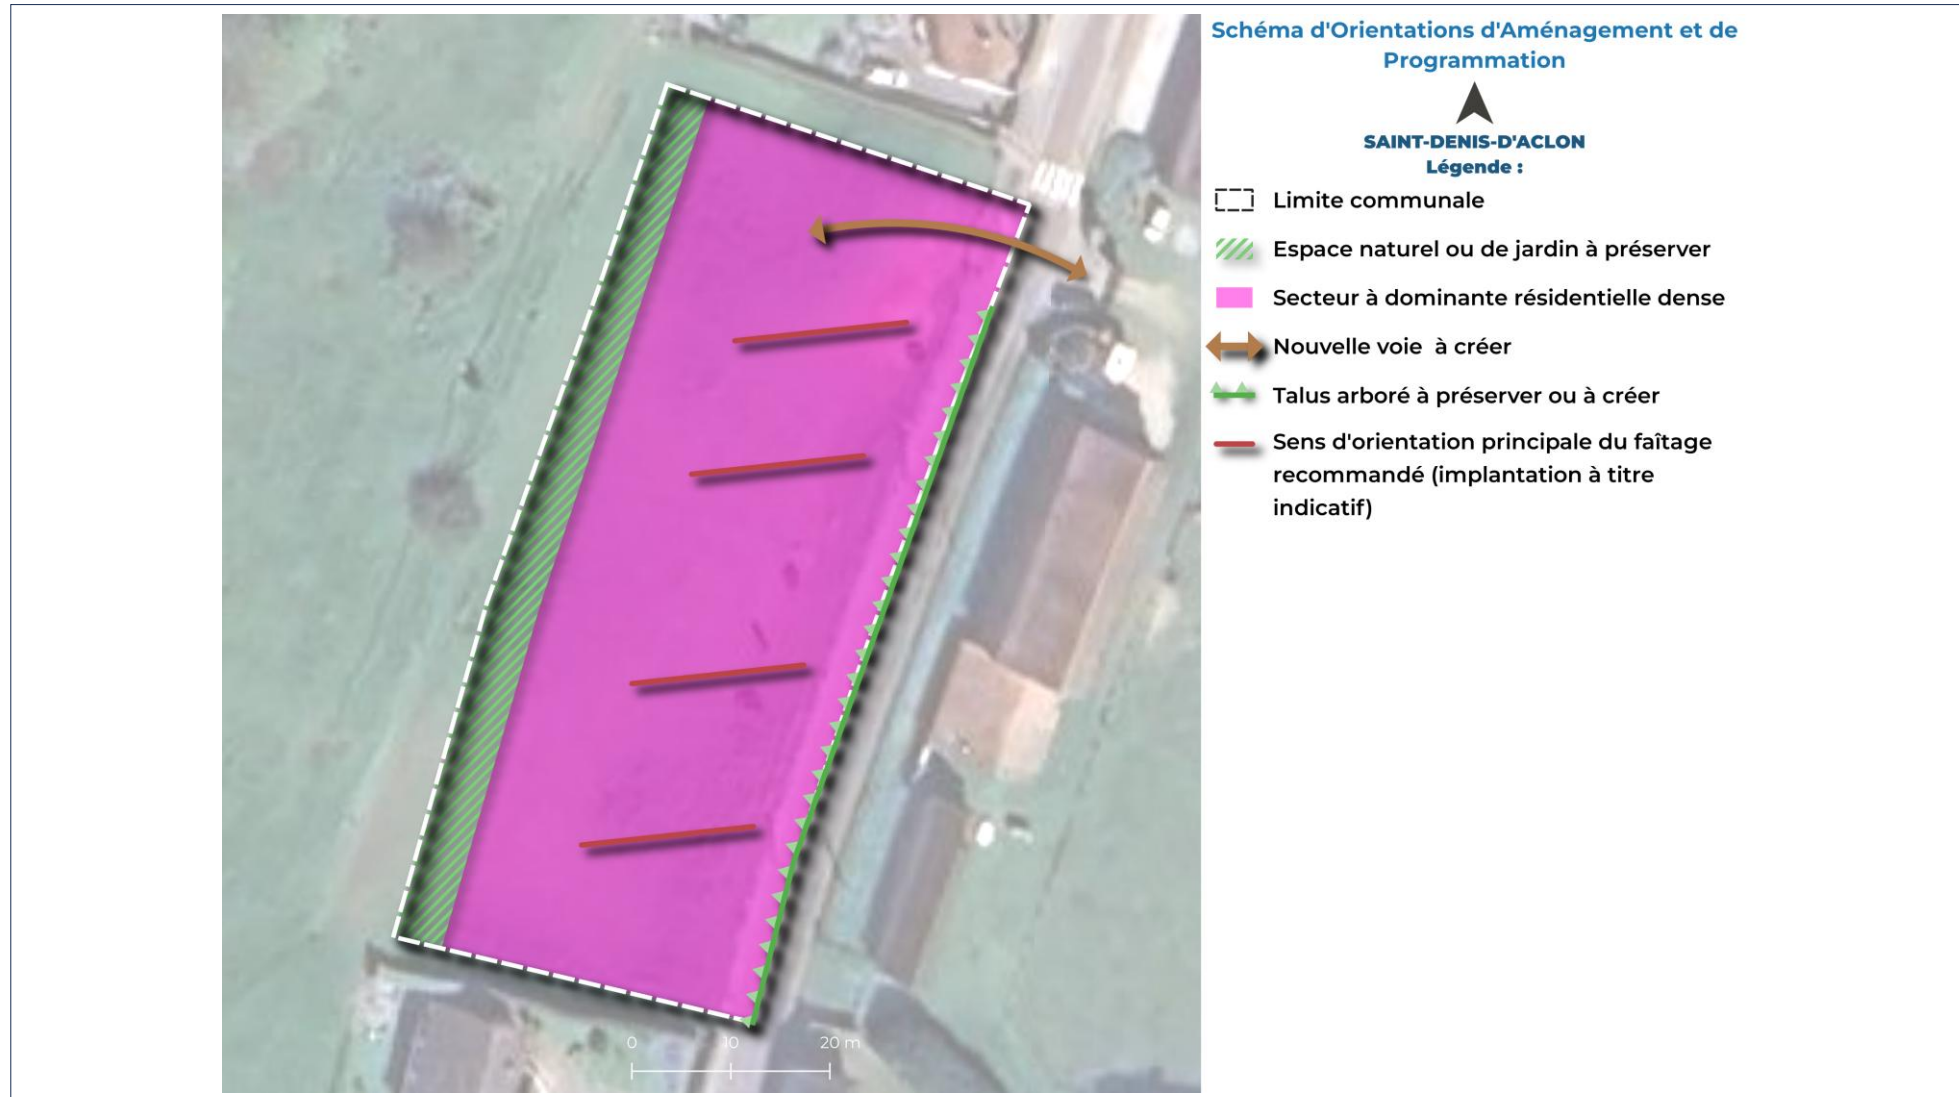 Schéma d'Orientations d'Aménagement et de
Programmation
SAINT-DENIS-D'ACLON
Légende :
Limite communale
Espace naturel ou de jardin à préserver
Secteur à dominante résidentielle dense
Nouvelle voie à créer
Talus arboré à préserver ou à créer
Sens d'orientation principale du faîtage
recommandé (implantation à titre
indicatif)
0 10 20 m